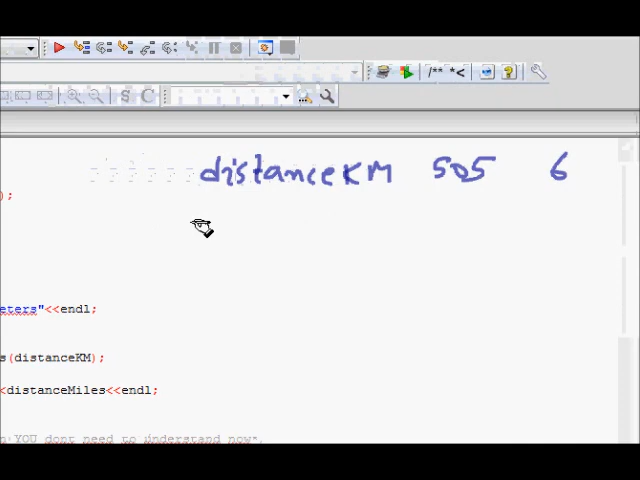 S C
/** *<
distanceKM 505 6
);
eters"<<endl;
s(distanceKM);
<distanceMiles<<endl;
n YOU dont need to understand now*.